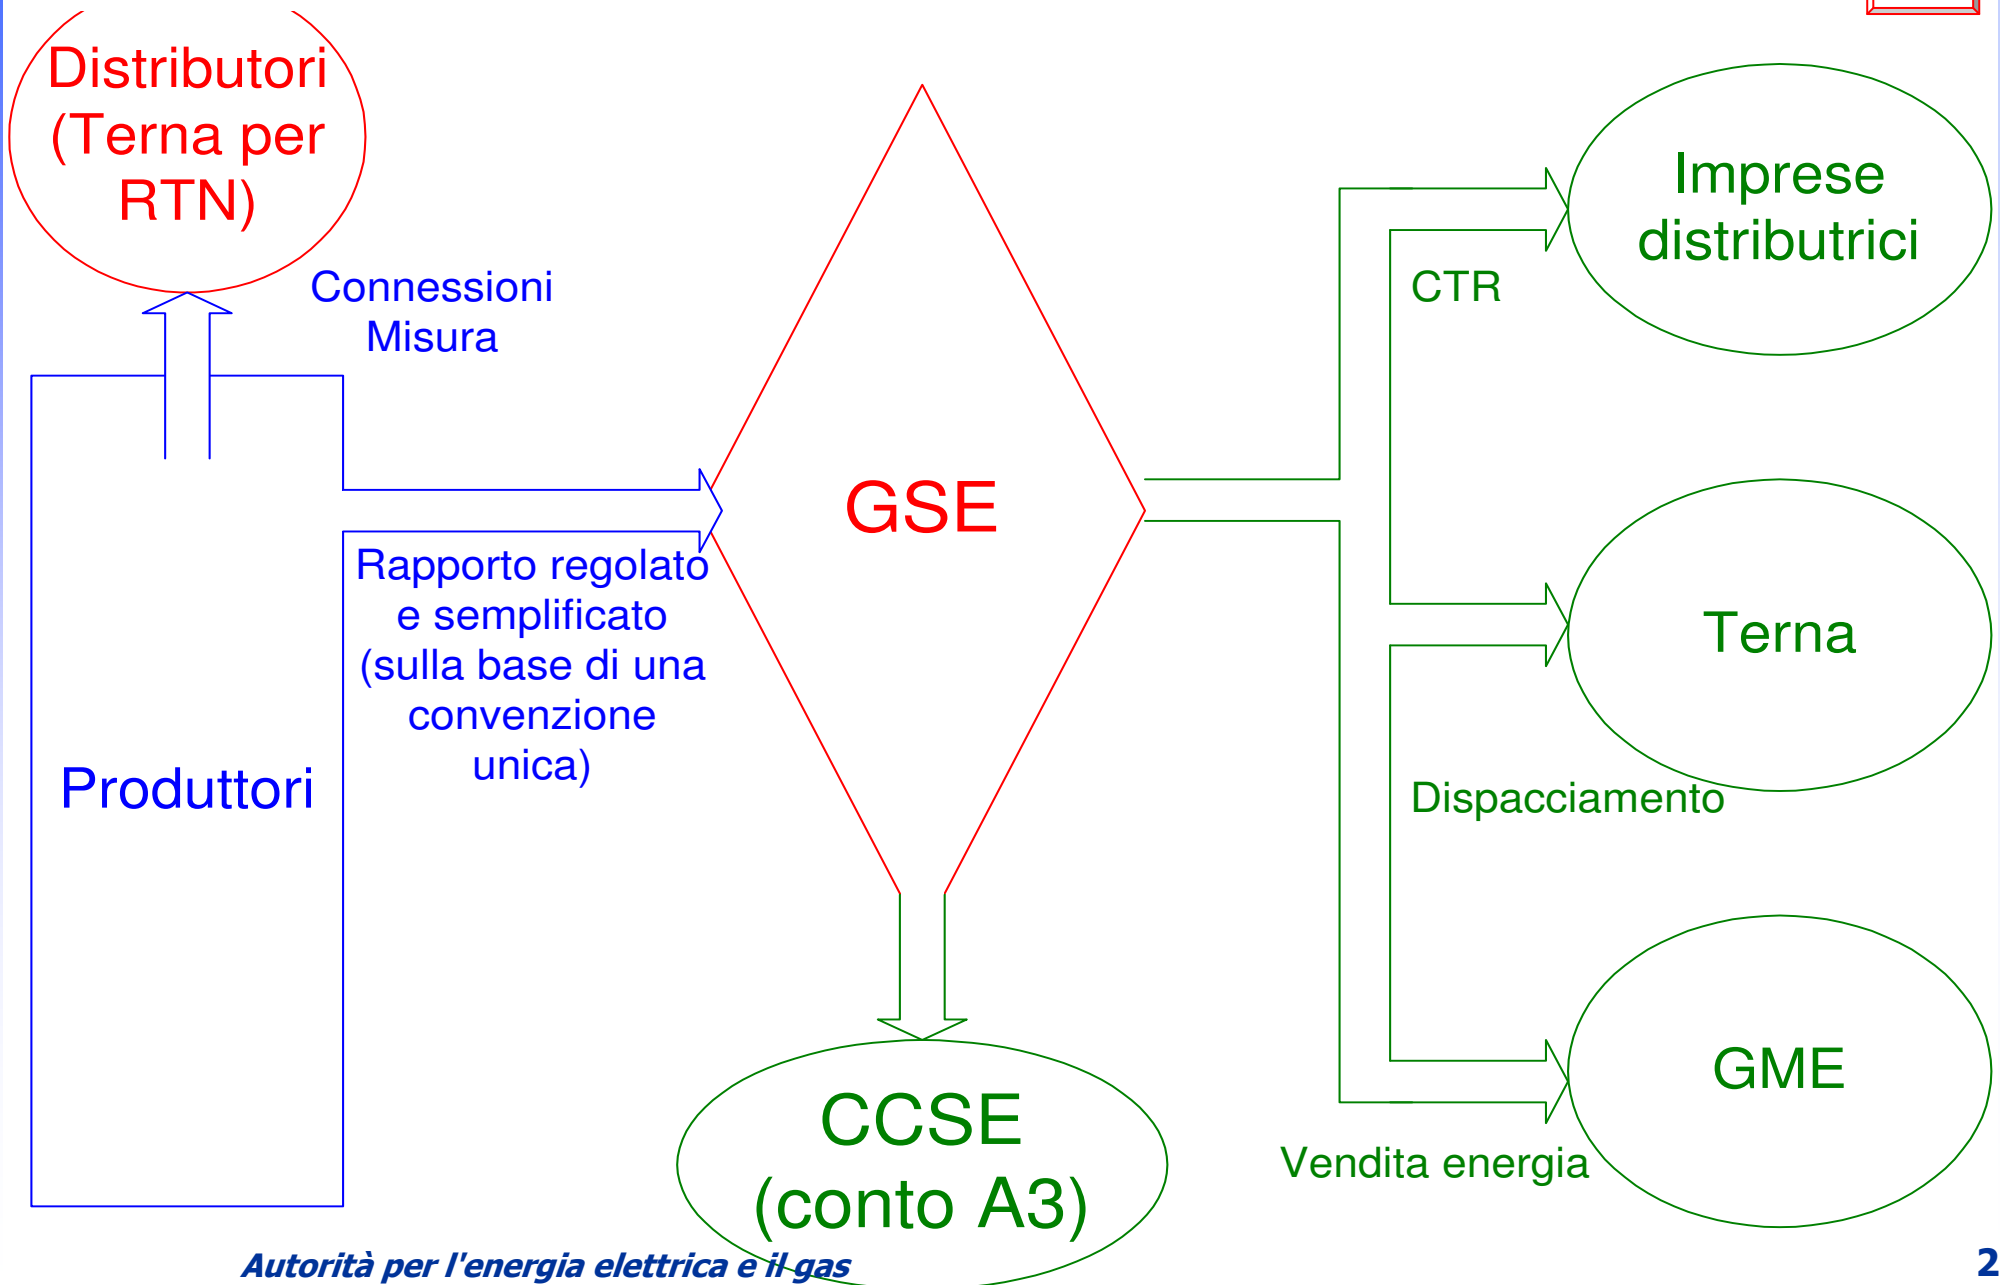 Distributori
(Terna per
RTN)
Connessioni
Misura
Produttori
Rapporto regolato
e semplificato
(sulla base di una
convenzione
unica)
GSE
CCSE
(conto A3)
CTR
Imprese
distributrici
Terna
Dispacciamento
GME
Vendita energia
Autorità per l'energia elettrica e il gas
2